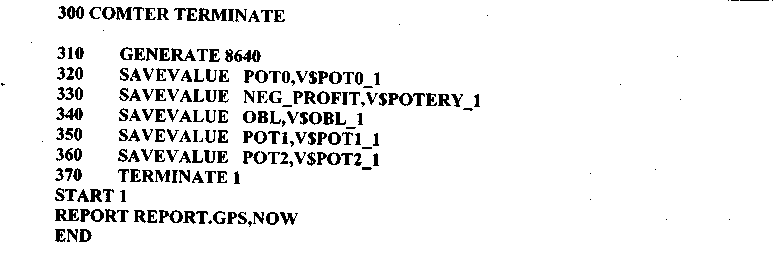 300 COMTER TERMINATE
310 GENERATE 8640
320 SAVEVALUE POT0,V$POT0_1
330 SAVEVALUE NEG_PROFIT,V$POTERY_1
340 SAVEVALUE OBL,V$OBL_1
350 SAVEVALUE POT1,V$POT1_1
360 SAVEVALUE POT2,V$POT2_1
370 TERMINATE 1
START 1
REPORT REPORT.GPS,NOW
END